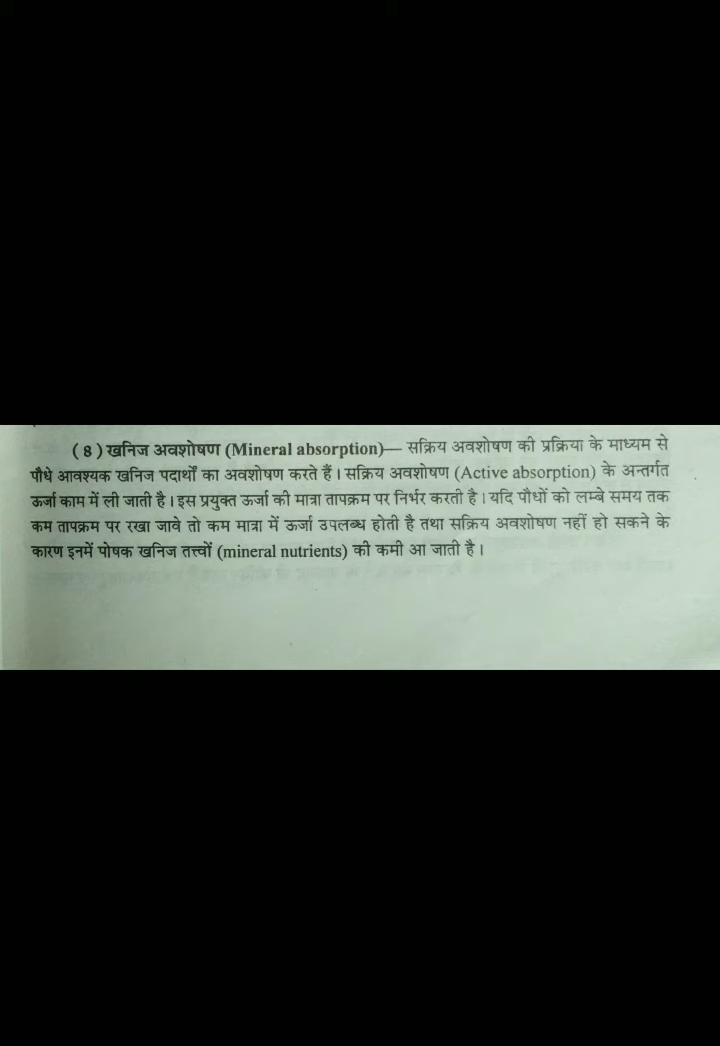 ( 8 ) खनिज अवशोषण (Mineral absorption)— सक्रिय अवशोषण की प्रक्रिया के माध्यम से
पौधे आवश्यक खनिज पदार्थों का अवशोषण करते हैं। सक्रिय अवशोषण (Active absorption) के अन्तर्गत
ऊर्जा काम में ली जाती है। इस प्रयुक्त ऊर्जा की मात्रा तापक्रम पर निर्भर करती है। यदि पौधों को लम्बे समय तक
कम तापक्रम पर रखा जावे तो कम मात्रा में ऊर्जा उपलब्ध होती है तथा सक्रिय अवशोषण नहीं हो सकने के
कारण इनमें पोषक खनिज तत्त्वों (mineral nutrients) की कमी आ जाती है।